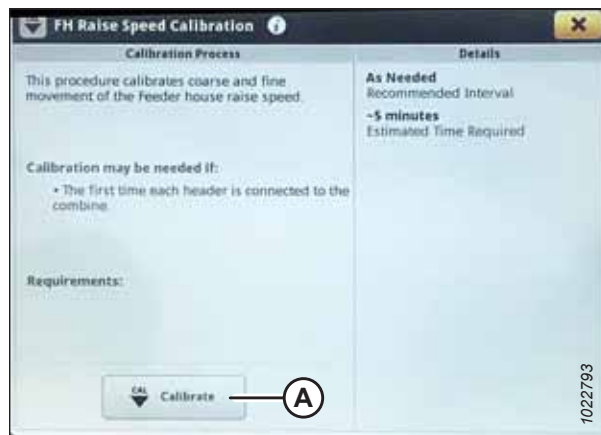 FH Raise Speed Calibration
Calibration Process
This procedure calibrates coarse and fine
movement of the Feeder house raise speed.
Calibration may be needed if:
• The first time each header is connected to the
combine.
Requirements:
CAL Calibrate
A
Details
As Needed
Recommended Interval
~5 minutes
Estimated Time Required
1022793